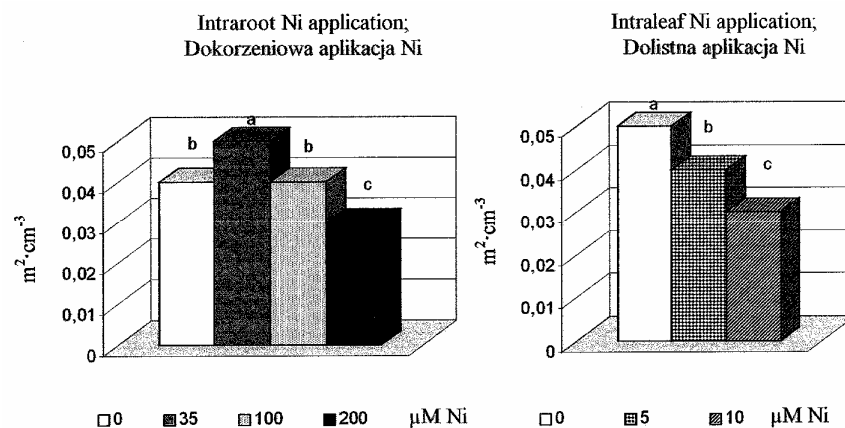 Intraroot Ni application;
Dokorzeniowa aplikacja Ni
a
b
b
c
0,05
0,04
0,03
0,02
0,01
0
m²·cm⁻³
0
35
100
200
µM Ni
Intraleaf Ni application;
Dolistna aplikacja Ni
a
b
c
0,05
0,04
0,03
0,02
0,01
0
m²·cm⁻³
0
5
10
µM Ni